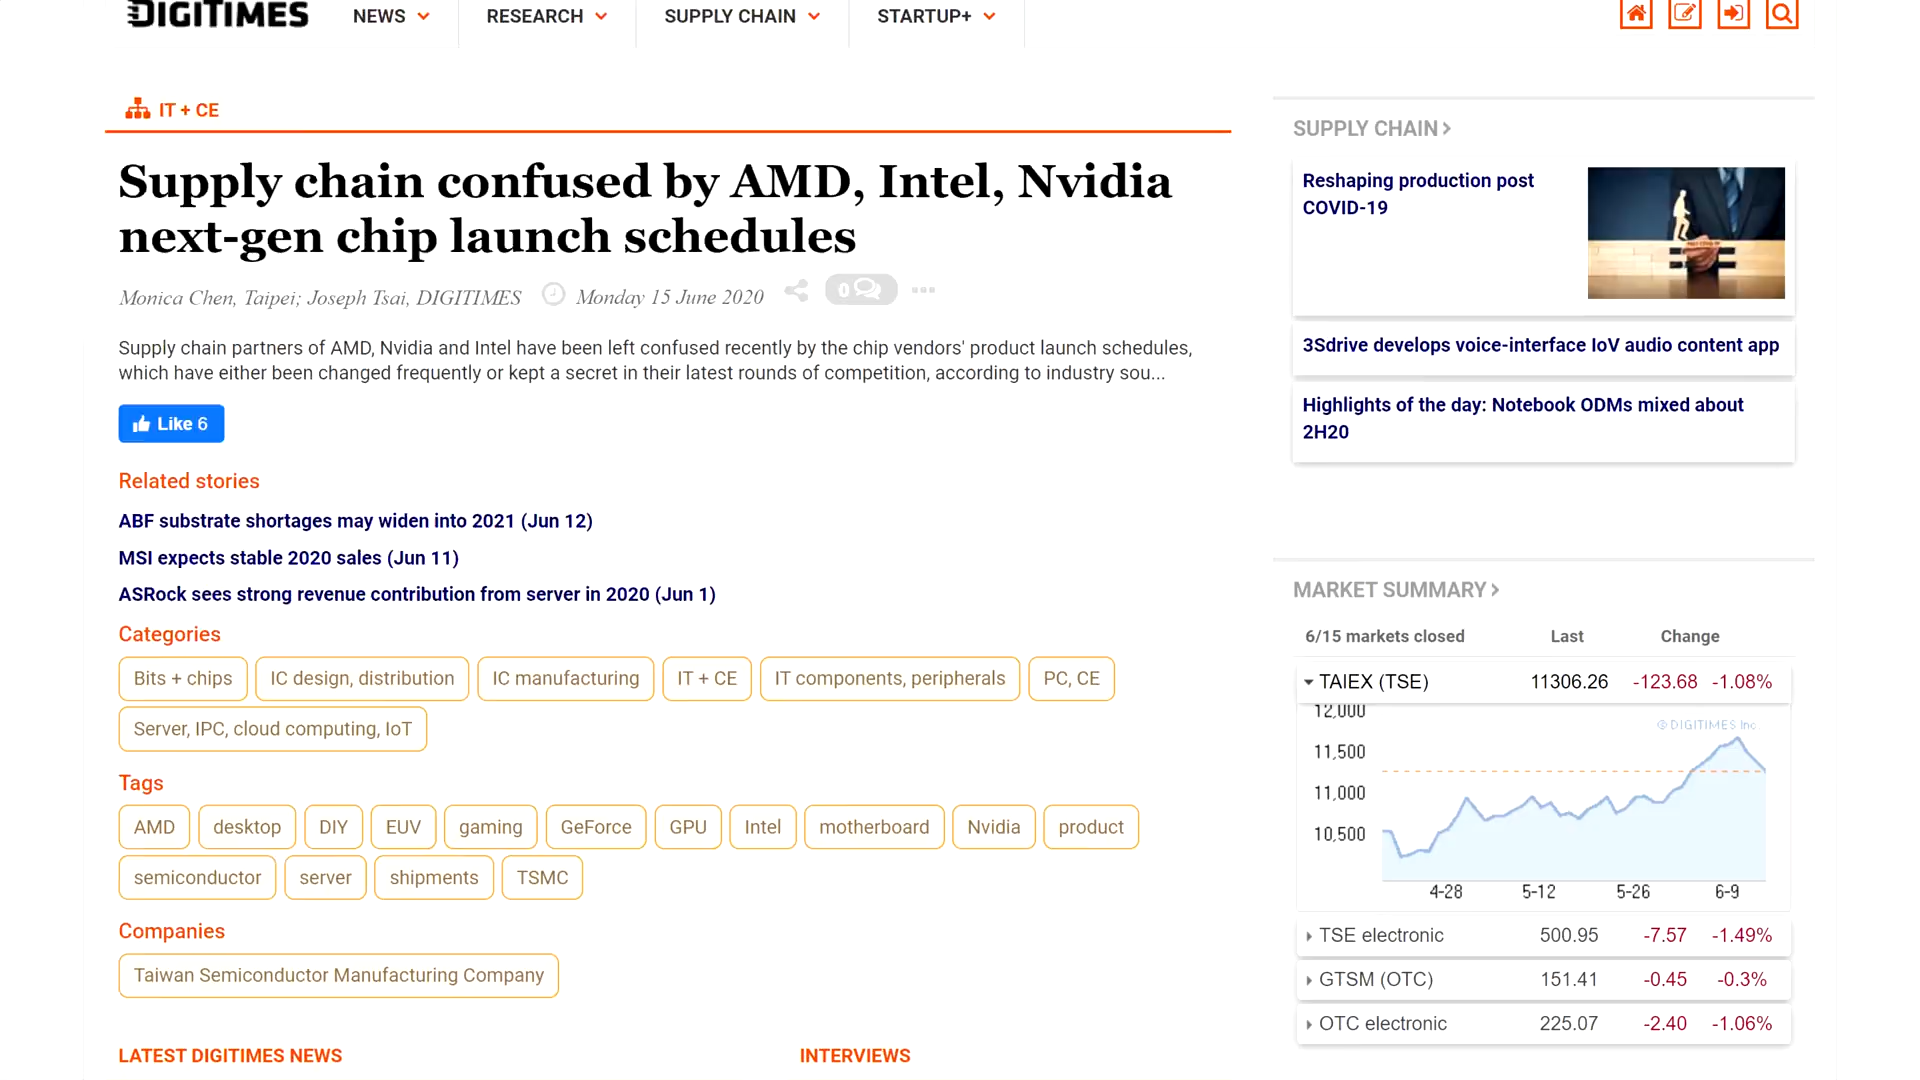 DIGITIMES
NEWS
RESEARCH
SUPPLY CHAIN
STARTUP+
IT + CE
Supply chain confused by AMD, Intel, Nvidia
next-gen chip launch schedules
Monica Chen, Taipei; Joseph Tsai, DIGITIMES
Monday 15 June 2020
0
Supply chain partners of AMD, Nvidia and Intel have been left confused recently by the chip vendors' product launch schedules,
which have either been changed frequently or kept a secret in their latest rounds of competition, according to industry sou...
Like 6
Related stories
ABF substrate shortages may widen into 2021 (Jun 12)
MSI expects stable 2020 sales (Jun 11)
ASRock sees strong revenue contribution from server in 2020 (Jun 1)
Categories
Bits + chips
IC design, distribution
IC manufacturing
IT + CE
IT components, peripherals
PC, CE
Server, IPC, cloud computing, IoT
Tags
AMD
desktop
DIY
EUV
gaming
GeForce
GPU
Intel
motherboard
Nvidia
product
semiconductor
server
shipments
TSMC
Companies
Taiwan Semiconductor Manufacturing Company
LATEST DIGITIMES NEWS
INTERVIEWS
SUPPLY CHAIN
Reshaping production post
COVID-19
3Sdrive develops voice-interface IoV audio content app
Highlights of the day: Notebook ODMs mixed about
2H20
MARKET SUMMARY
6/15 markets closed Last Change
TAIEX (TSE) 11306.26 -123.68 -1.08%
12,000
© DIGITIMES Inc.
11,500
11,000
10,500
4-28 5-12 5-26 6-9
TSE electronic 500.95 -7.57 -1.49%
GTSM (OTC) 151.41 -0.45 -0.3%
OTC electronic 225.07 -2.40 -1.06%